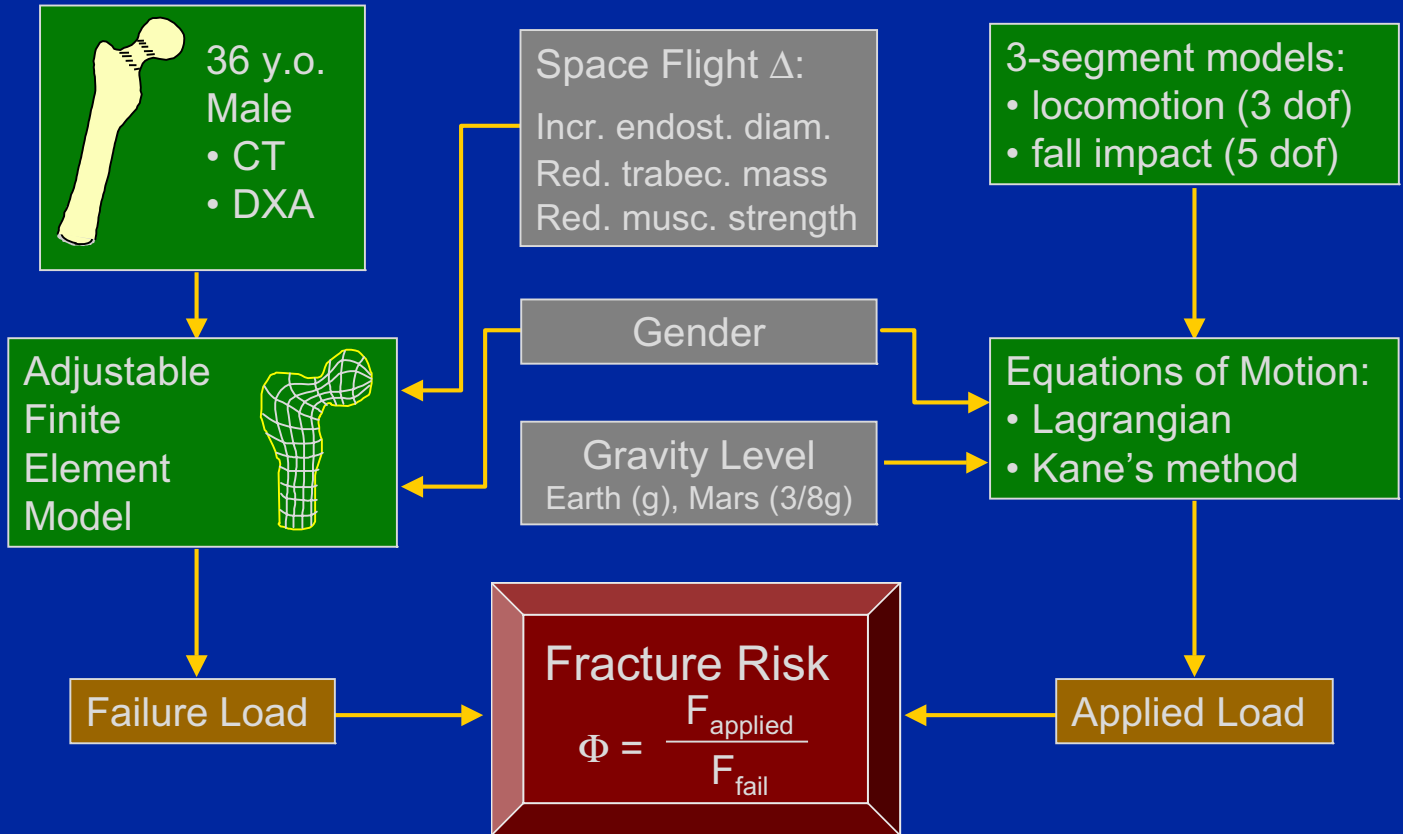 36 y.o.
Male
• CT
• DXA
Space Flight Δ:
Incr. endost. diam.
Red. trabec. mass
Red. musc. strength
3-segment models:
• locomotion (3 dof)
• fall impact (5 dof)
Adjustable
Finite
Element
Model
Gender
Gravity Level
Earth (g), Mars (3/8g)
Equations of Motion:
• Lagrangian
• Kane’s method
Failure Load
Fracture Risk
Φ = F_applied / F_fail
Applied Load